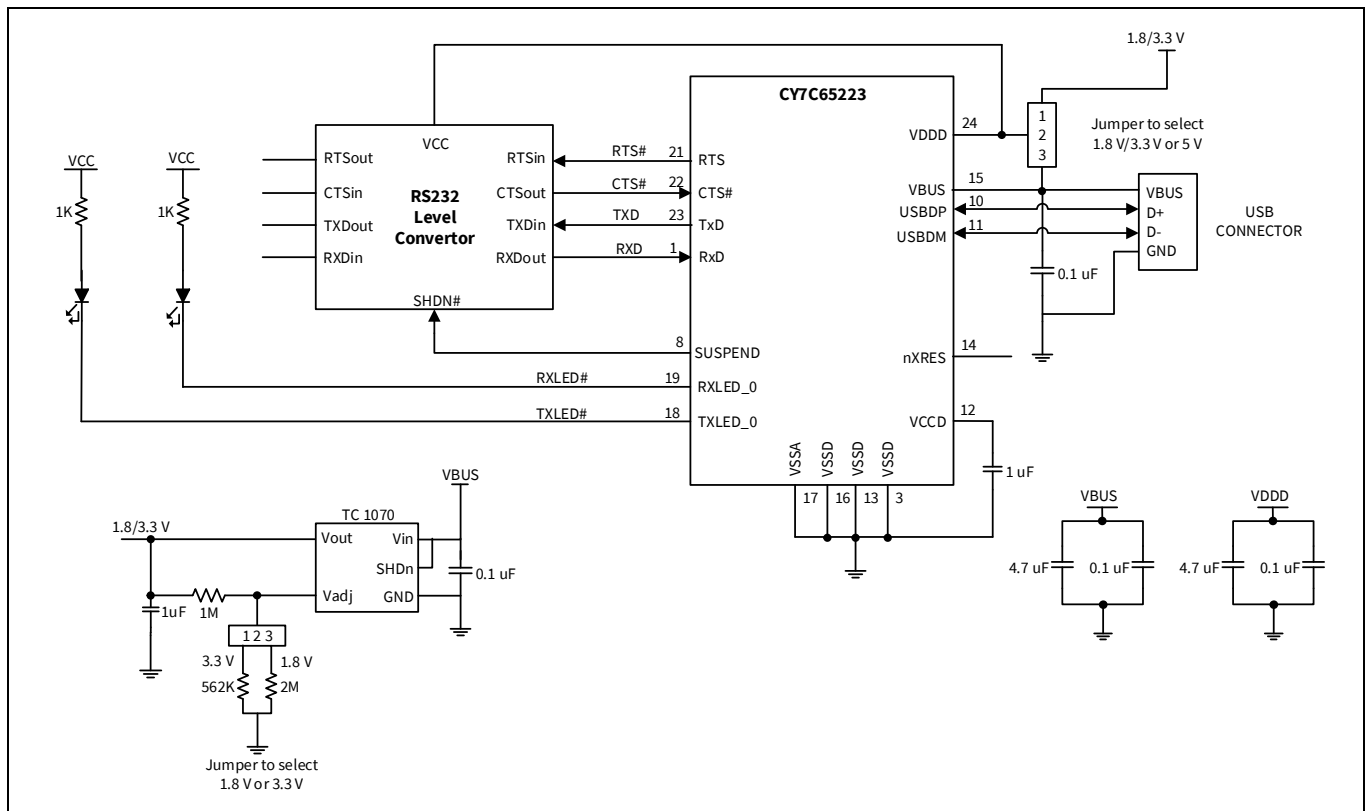 1.8/3.3 V
CY7C65223
VDDD
24
1
2
3
Jumper to select
1.8 V/3.3 V or 5 V
VCC
VCC
1K
1K
VCC
RTSout
CTSin
TXDout
RXDin
RS232
Level
Convertor
RTSin
CTSout
TXDin
RXDout
SHDN#
RTS#
21
RTS
CTS#
22
CTS#
TXD
23
TxD
RXD
1
RxD
8
SUSPEND
RXLED#
19
RXLED_0
TXLED#
18
TXLED_0
VBUS
15
USBDP
10
USBDM
11
VBUS
D+
D-
GND
USB
CONNECTOR
0.1 uF
nXRES
14
VCCD
12
1 uF
VSSA
VSSD
VSSD
VSSD
17
16
13
3
VBUS
TC 1070
1.8/3.3 V
Vout
Vin
SHDn
Vadj
GND
0.1 uF
1uF
1M
1 2 3
3.3 V
1.8 V
562K
2M
Jumper to select
1.8 V or 3.3 V
VBUS
4.7 uF
0.1 uF
VDDD
4.7 uF
0.1 uF